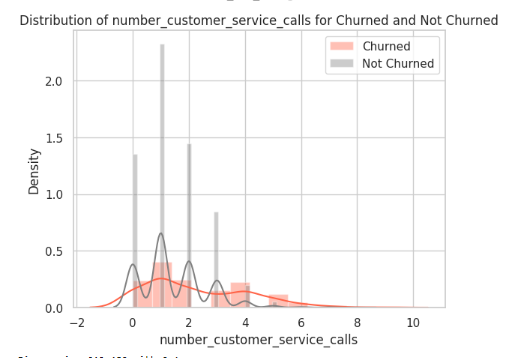 Distribution of number_customer_service_calls for Churned and Not Churned
Churned
Not Churned
2.0
1.5
1.0
0.5
0.0
Density
−2
0
2
4
6
8
10
number_customer_service_calls